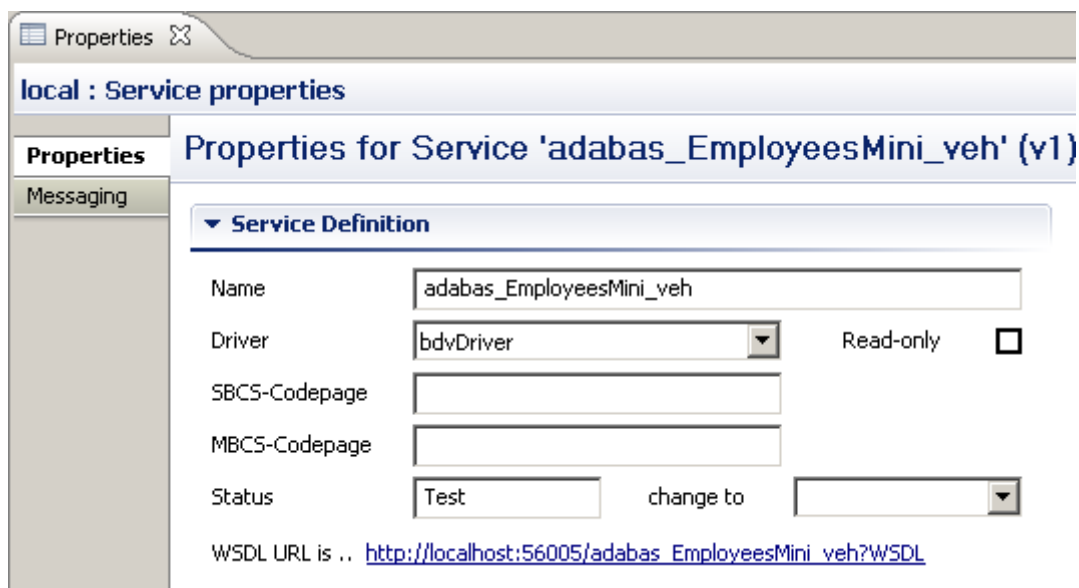 Properties
local : Service properties
Properties
Messaging
Properties for Service 'adabas_EmployeesMini_veh' (v1)
Service Definition
Name adabas_EmployeesMini_veh
Driver bdvDriver Read-only
SBCS-Codepage
MBCS-Codepage
Status Test change to
WSDL URL is .. http://localhost:56005/adabas_EmployeesMini_veh?WSDL